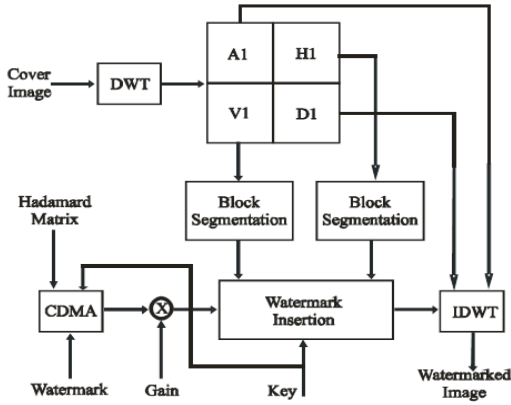 A1
H1
Cover
Image
DWT
V1
D1
Hadamard
Matrix
Block
Segmentation
Block
Segmentation
CDMA
X
Watermark
Insertion
IDWT
Watermark
Gain
Key
Watermarked
Image